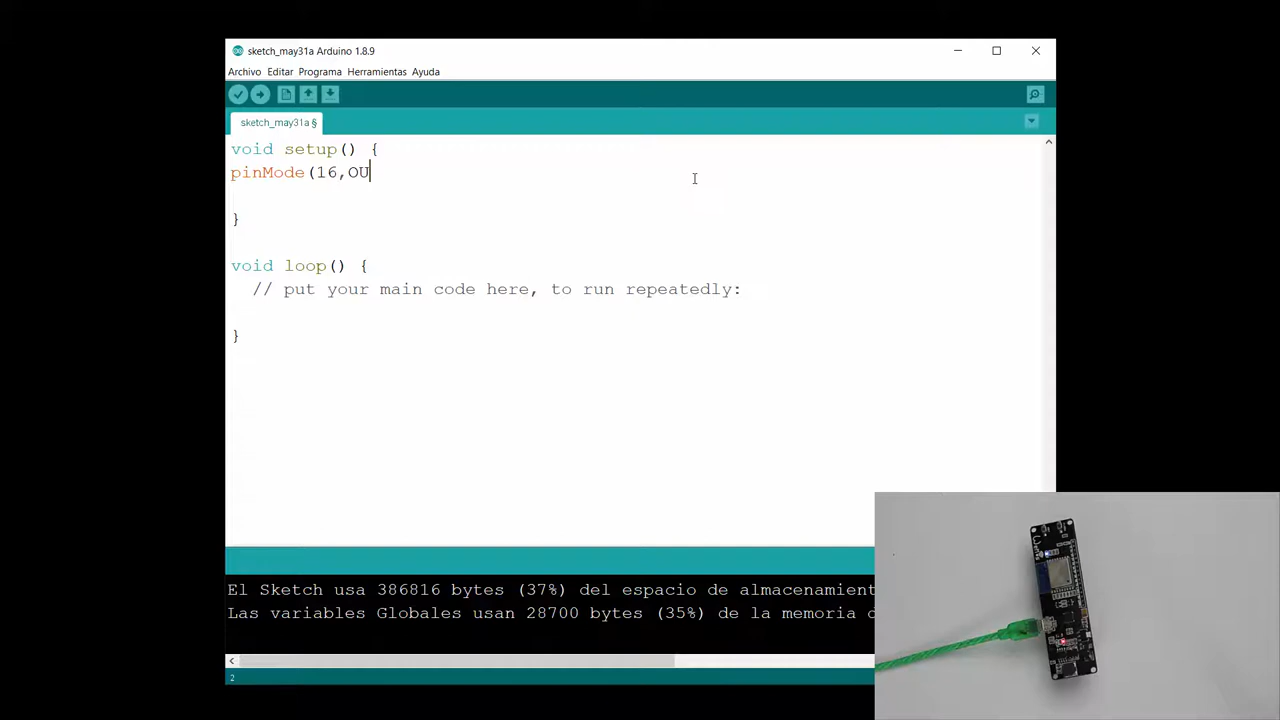 sketch_may31a Arduino 1.8.9
Archivo Editar Programa Herramientas Ayuda
sketch_may31a §
void setup() {
pinMode(16,OU
}
void loop() {
// put your main code here, to run repeatedly:
}
El Sketch usa 386816 bytes (37%) del espacio de almacenamient
Las variables Globales usan 28700 bytes (35%) de la memoria d
2